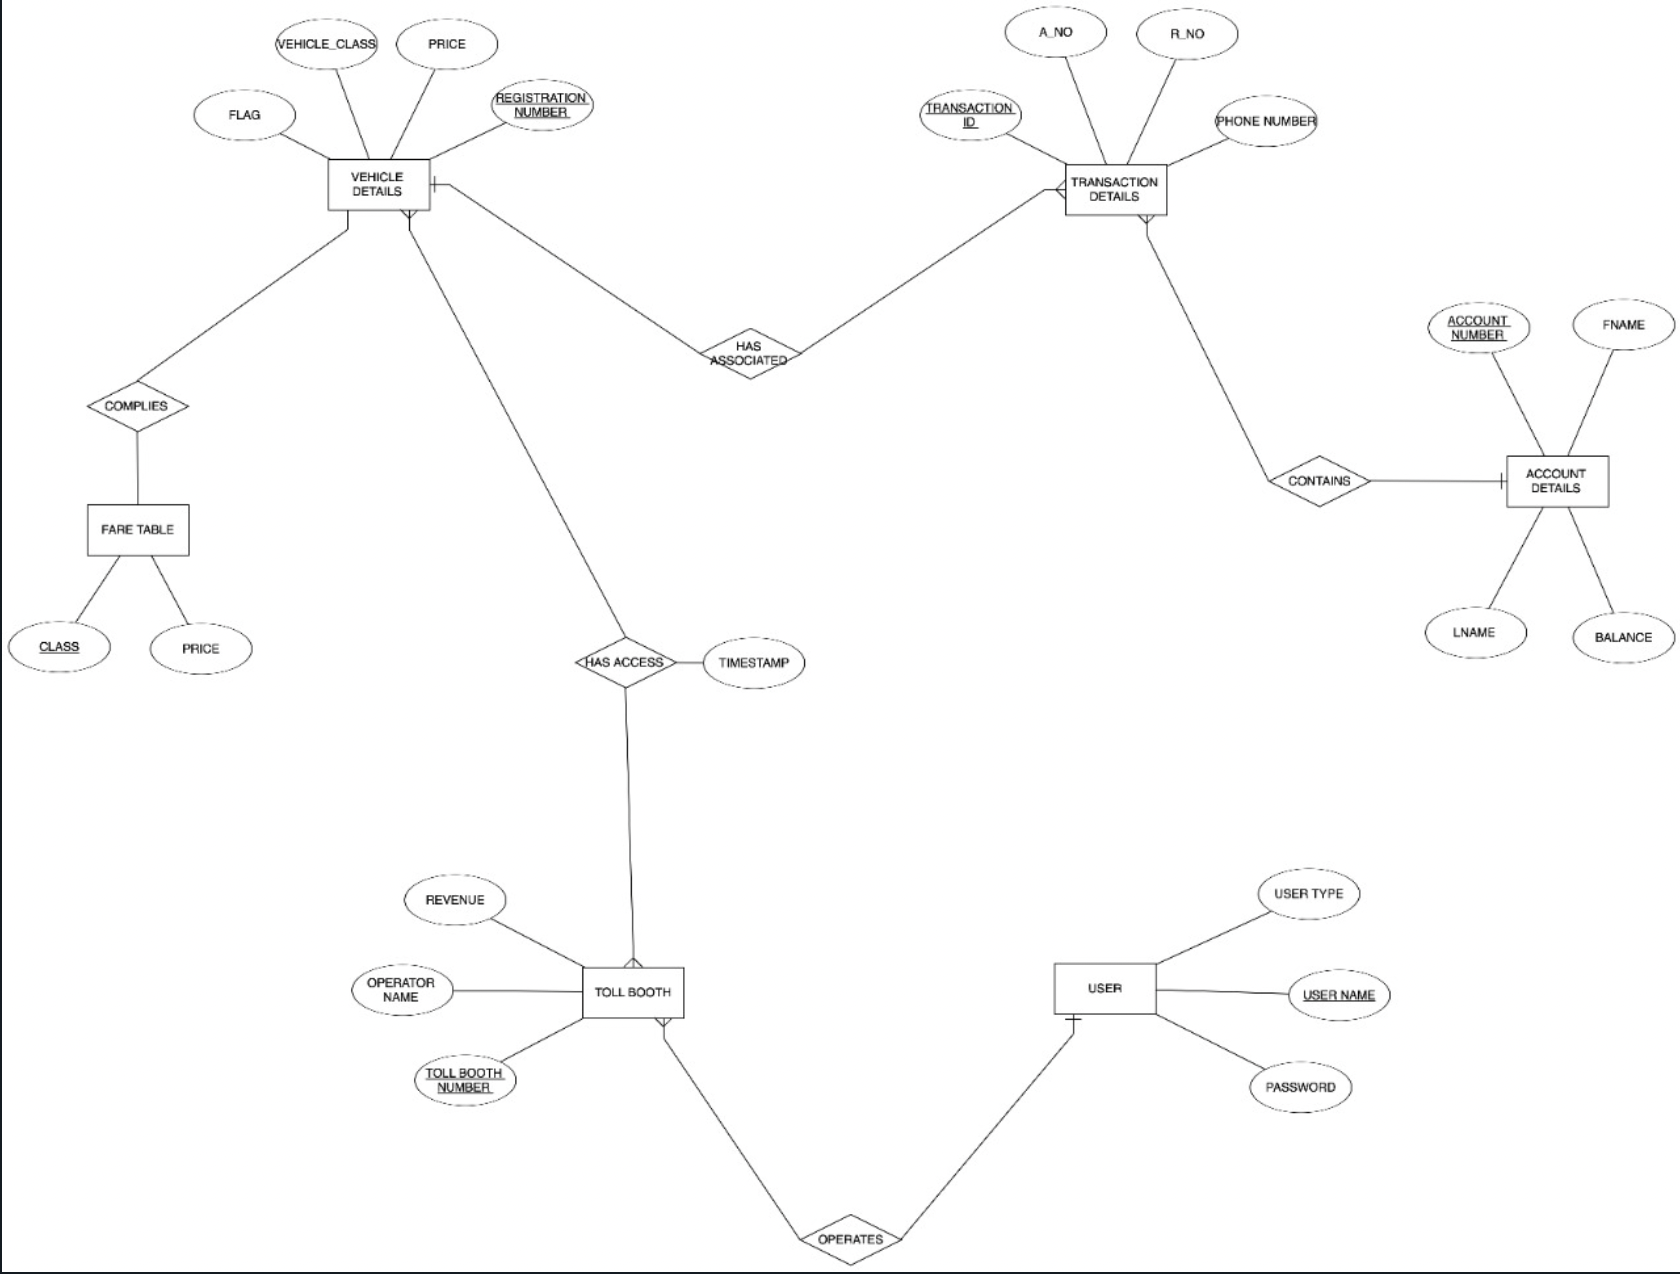 A_NO
R_NO
VEHICLE_CLASS
PRICE
REGISTRATION
NUMBER
FLAG
TRANSACTION
ID
PHONE NUMBER
VEHICLE
DETAILS
TRANSACTION
DETAILS
ACCOUNT
NUMBER
FNAME
HAS
ASSOCIATED
COMPLIES
CONTAINS
ACCOUNT
DETAILS
FARE TABLE
LNAME
BALANCE
CLASS
PRICE
HAS ACCESS
TIMESTAMP
REVENUE
USER TYPE
OPERATOR
NAME
TOLL BOOTH
USER
USER NAME
TOLL BOOTH
NUMBER
PASSWORD
OPERATES